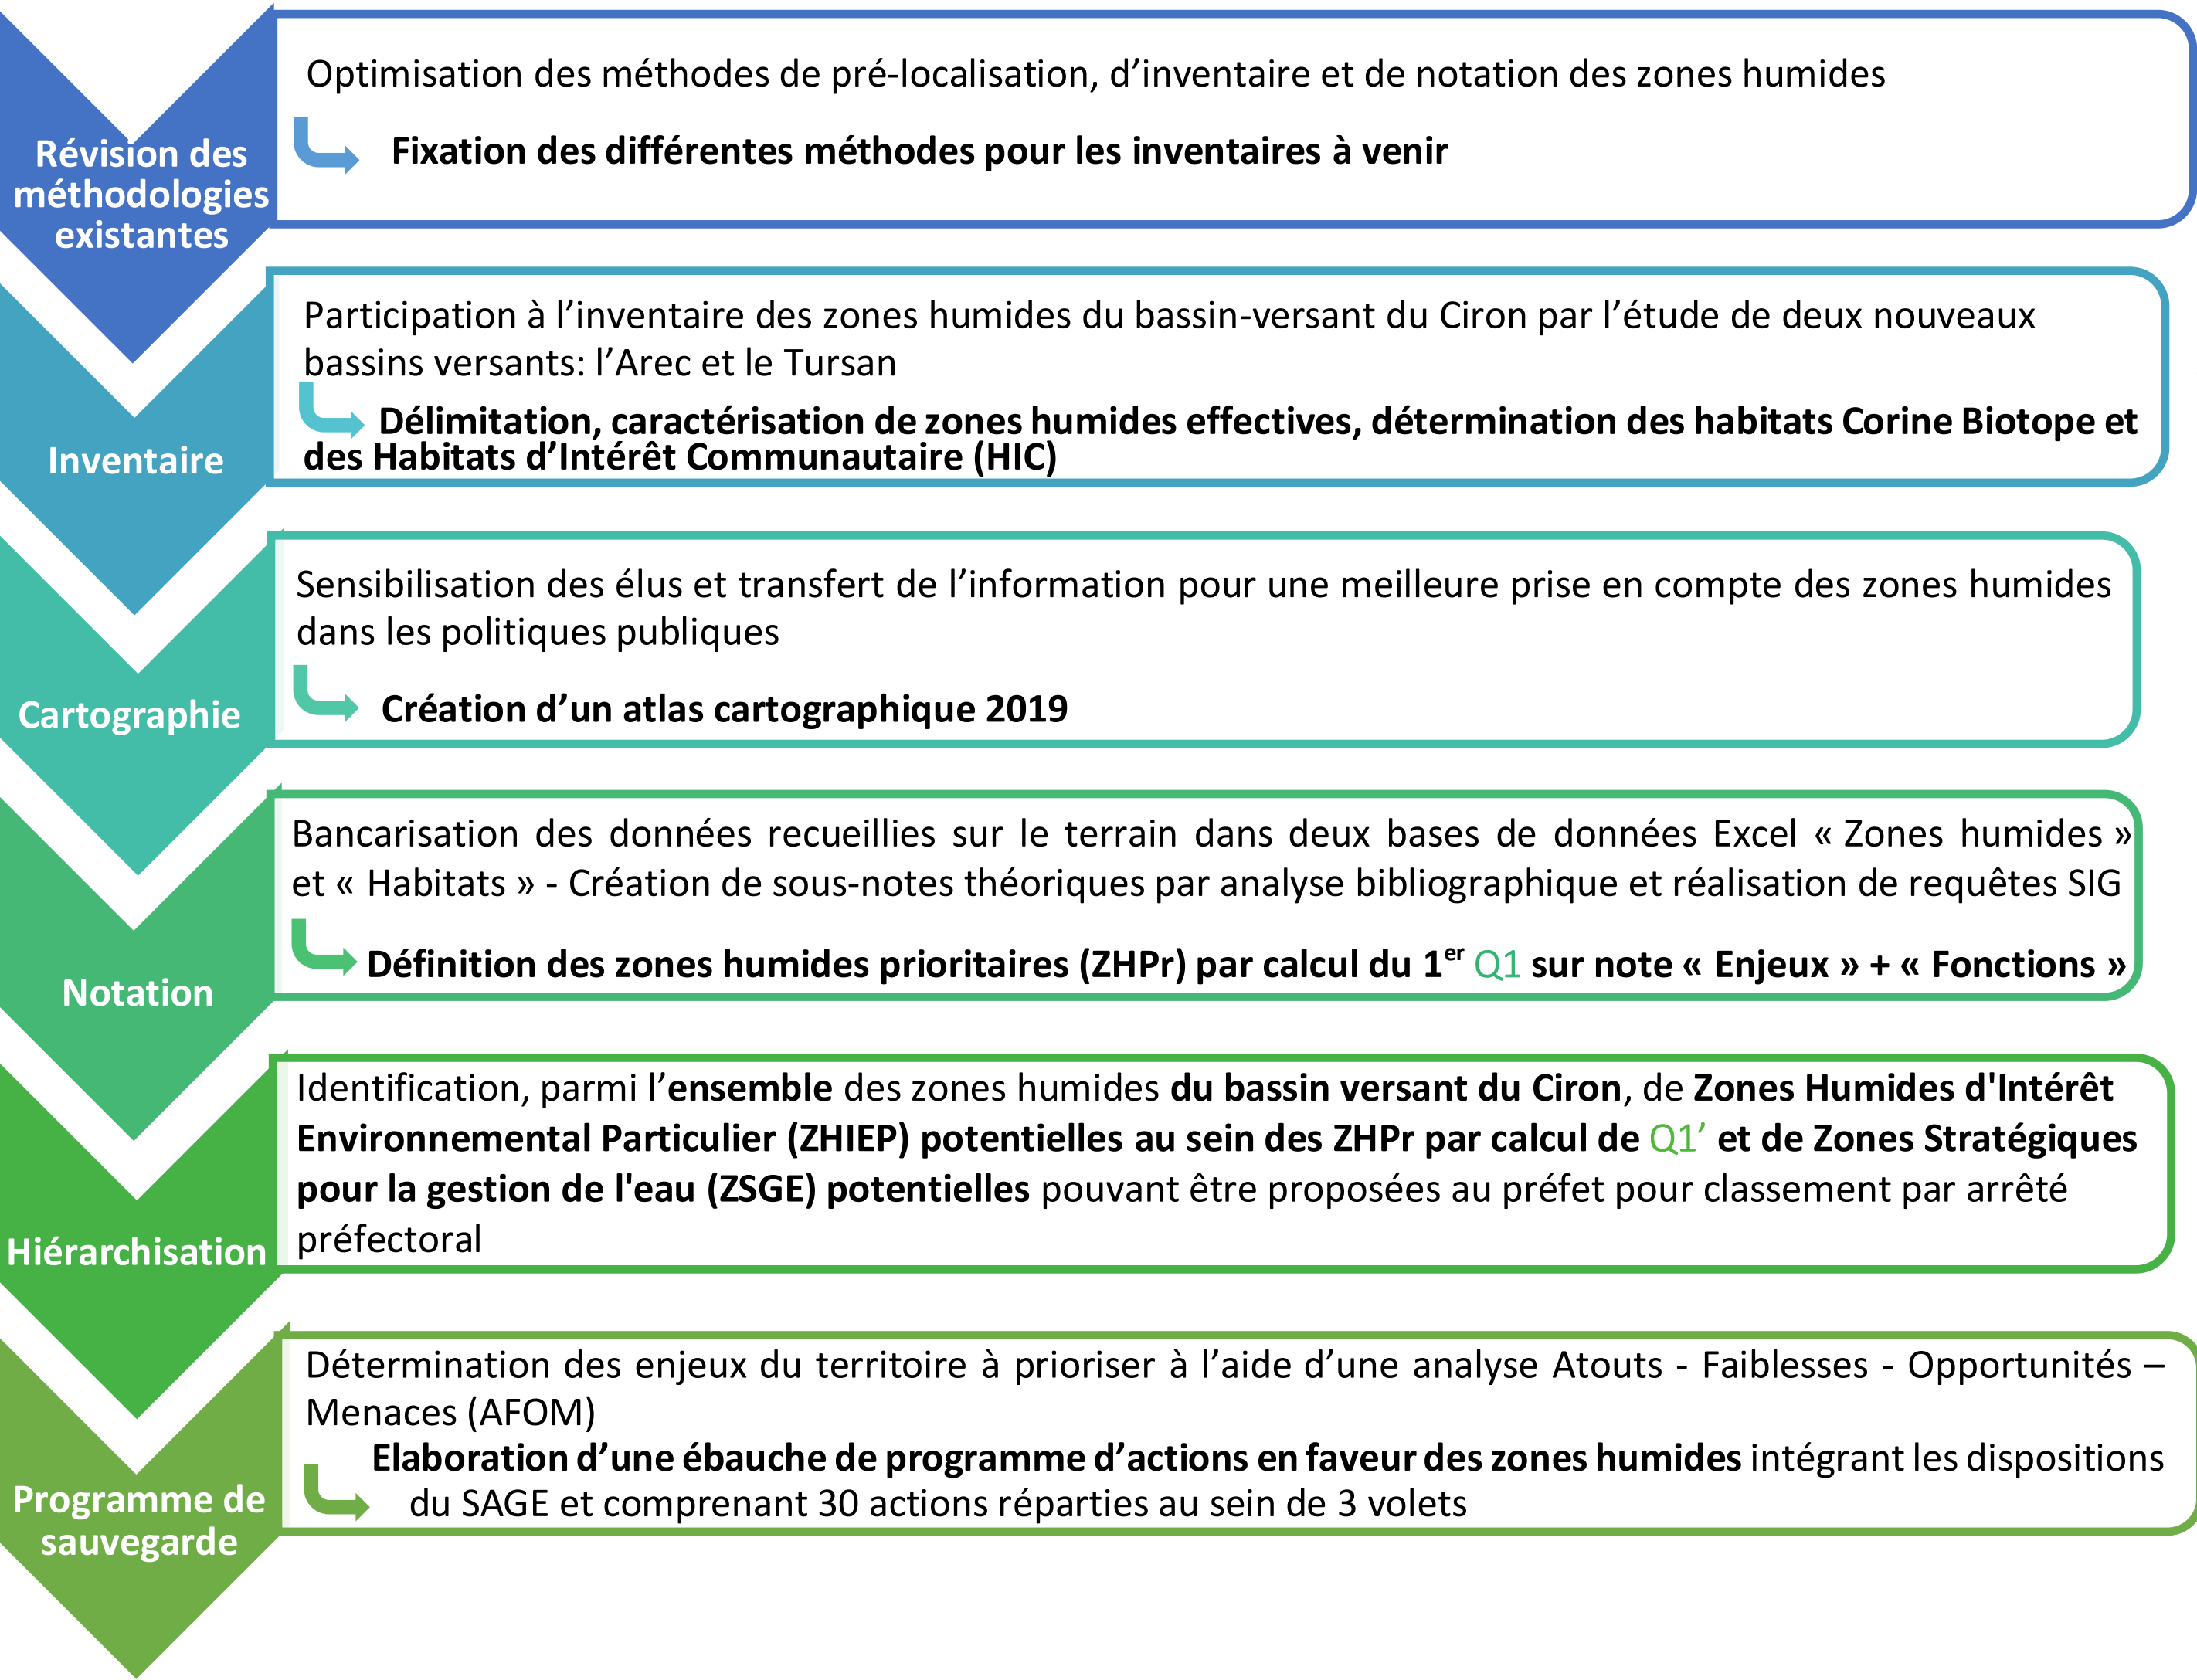 Révision des
méthodologies
existantes
Optimisation des méthodes de pré-localisation, d’inventaire et de notation des zones humides
Fixation des différentes méthodes pour les inventaires à venir
Inventaire
Participation à l’inventaire des zones humides du bassin-versant du Ciron par l’étude de deux nouveaux
bassins versants: l’Arec et le Tursan
Délimitation, caractérisation de zones humides effectives, détermination des habitats Corine Biotope et
des Habitats d’Intérêt Communautaire (HIC)
Cartographie
Sensibilisation des élus et transfert de l’information pour une meilleure prise en compte des zones humides
dans les politiques publiques
Création d’un atlas cartographique 2019
Notation
Bancarisation des données recueillies sur le terrain dans deux bases de données Excel « Zones humides »
et « Habitats » - Création de sous-notes théoriques par analyse bibliographique et réalisation de requêtes SIG
Définition des zones humides prioritaires (ZHPr) par calcul du 1er Q1 sur note « Enjeux » + « Fonctions »
Hiérarchisation
Identification, parmi l’ensemble des zones humides du bassin versant du Ciron, de Zones Humides d'Intérêt
Environnemental Particulier (ZHIEP) potentielles au sein des ZHPr par calcul de Q1’ et de Zones Stratégiques
pour la gestion de l'eau (ZSGE) potentielles pouvant être proposées au préfet pour classement par arrêté
préfectoral
Programme de
sauvegarde
Détermination des enjeux du territoire à prioriser à l’aide d’une analyse Atouts - Faiblesses - Opportunités –
Menaces (AFOM)
Elaboration d’une ébauche de programme d’actions en faveur des zones humides intégrant les dispositions
du SAGE et comprenant 30 actions réparties au sein de 3 volets